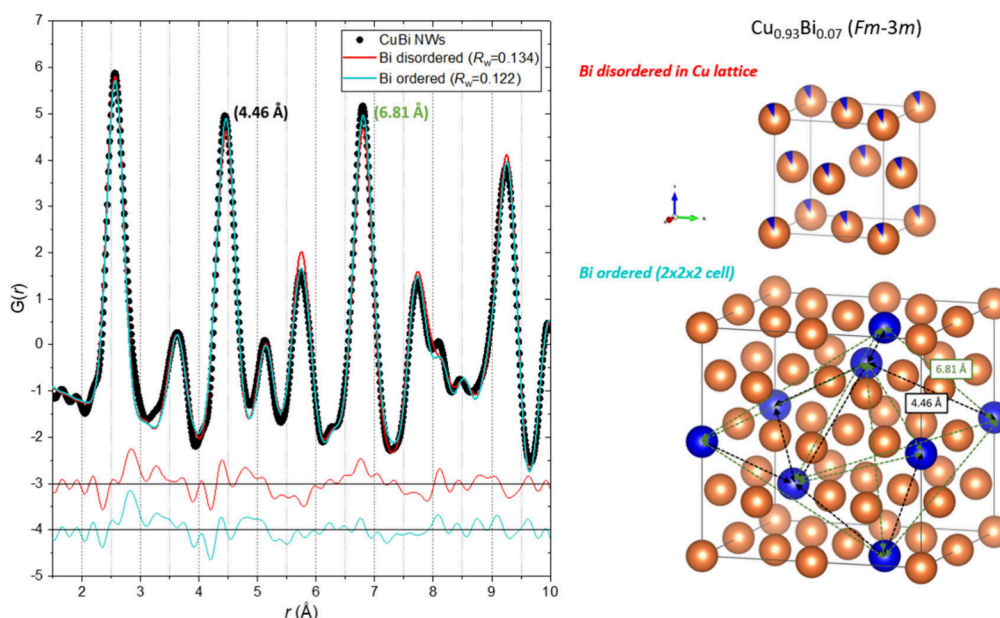 CuBi NWs
Bi disordered (Rw=0.134)
Bi ordered (Rw=0.122)
(4.46 Å)
(6.81 Å)
7
6
5
4
3
2
1
0
-1
-2
-3
-4
-5
G(r)
2
3
4
5
6
7
8
9
10
r (Å)
Cu0.93Bi0.07 (Fm-3m)
Bi disordered in Cu lattice
Bi ordered (2x2x2 cell)
6.81 Å
4.46 Å